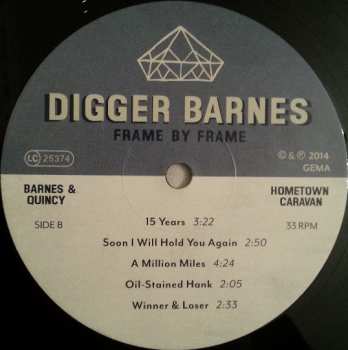 DIGGER BARNES
FRAME BY FRAME
LC 25374
© & ℗ 2014
GEMA
BARNES &
QUINCY
HOMETOWN
CARAVAN
SIDE B
33 RPM
15 Years 3:22
Soon I Will Hold You Again 2:50
A Million Miles 4:24
Oil-Stained Hank 2:05
Winner & Loser 2:33